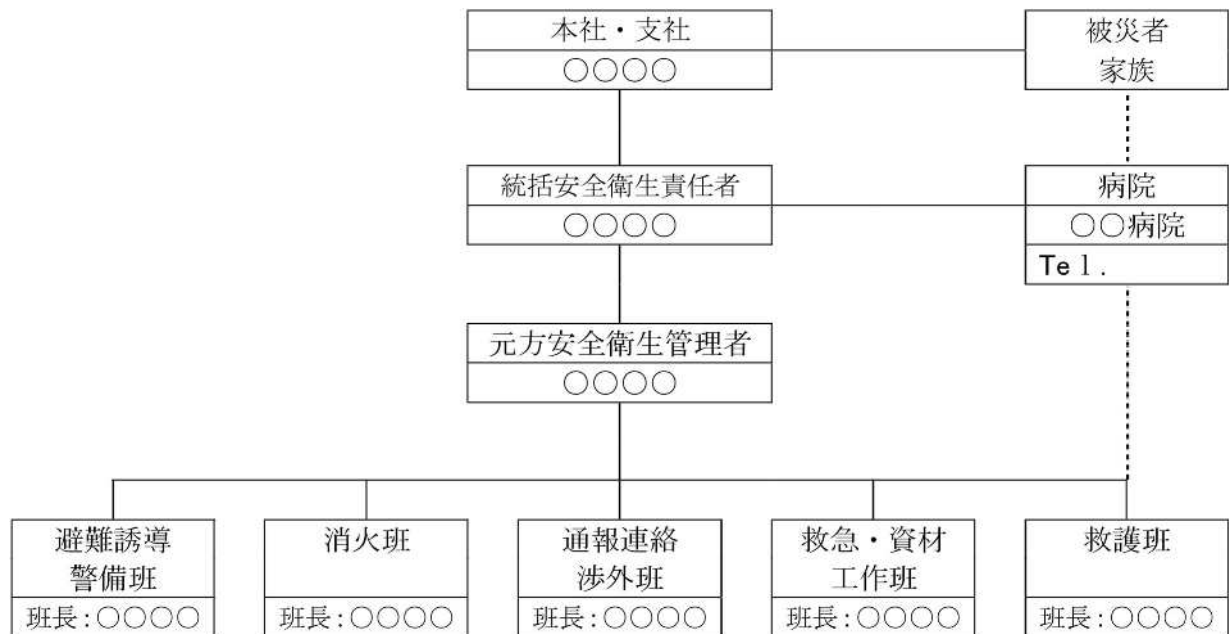 本社・支社
○○○○
被災者
家族
統括安全衛生責任者
○○○○
病院
○○病院
Tel.
元方安全衛生管理者
○○○○
避難誘導
警備班
班長:○○○○
消火班
班長:○○○○
通報連絡
渉外班
班長:○○○○
救急・資材
工作班
班長:○○○○
救護班
班長:○○○○